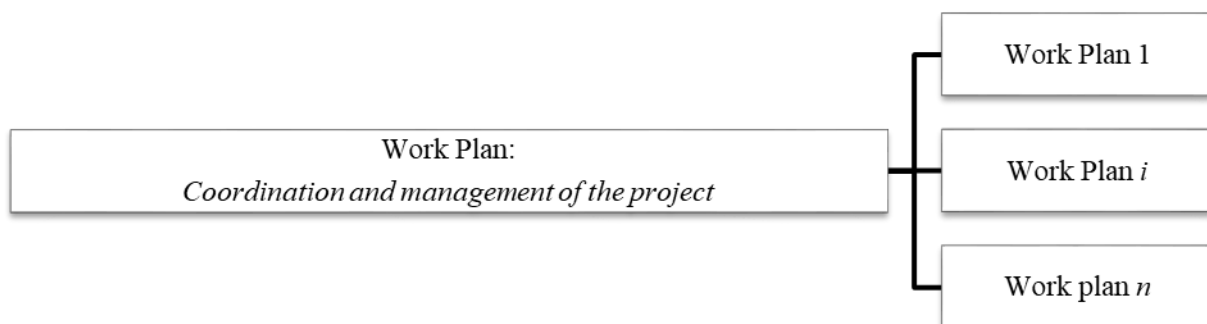 Work Plan 1
Work Plan:
Coordination and management of the project
Work Plan i
Work plan n